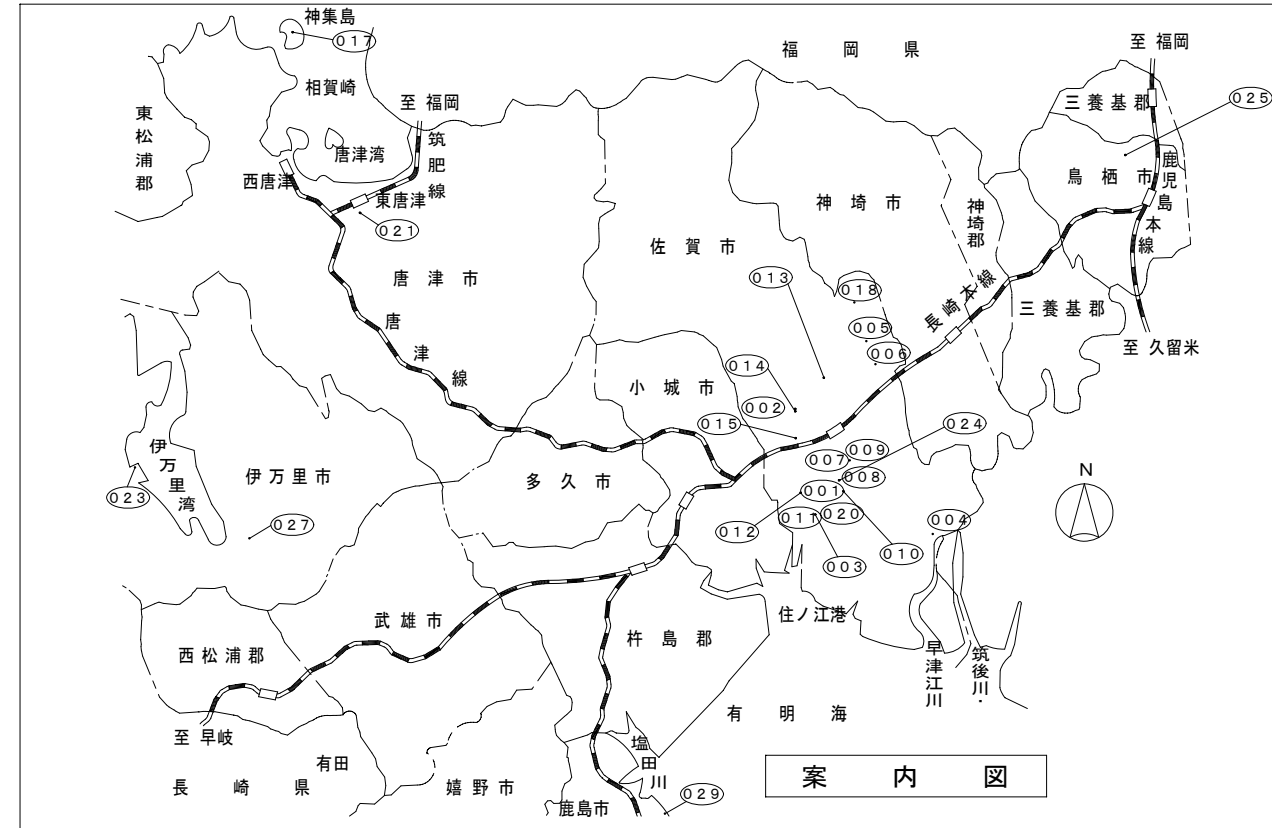 神集島
017
相賀崎
至 福岡
東松浦郡
唐津湾
筑肥線
西唐津
東唐津
021
唐津市
唐津線
福岡県
至 福岡
三養基郡
025
鳥栖市
鹿児島本線
神埼市
神埼郡
佐賀市
013
018
長崎本線
005
006
三養基郡
至 久留米
小城市
014
002
015
024
009
007
008
001
020
011
012
003
010
004
N
伊万里湾
伊万里市
023
027
多久市
武雄市
西松浦郡
杵島郡
住ノ江港
早津江川
筑後川
有明海
至 早岐
有田
長崎県
嬉野市
塩田川
鹿島市
029
案内図